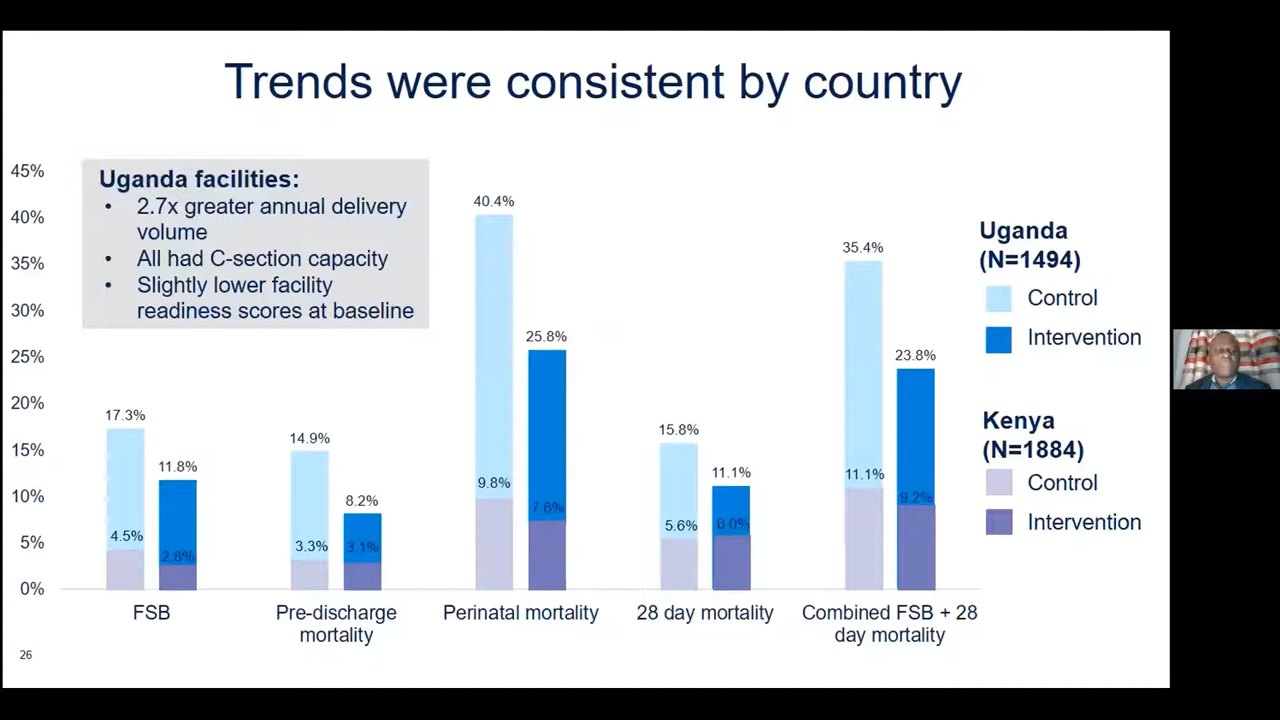 Trends were consistent by country
45%
40%
35%
30%
25%
20%
15%
10%
5%
0%
Uganda facilities:
• 2.7x greater annual delivery
volume
• All had C-section capacity
• Slightly lower facility
readiness scores at baseline
17.3%
4.5%
11.8%
2.8%
14.9%
3.3%
8.2%
3.1%
40.4%
9.8%
25.8%
7.6%
15.8%
5.6%
11.1%
6.0%
35.4%
11.1%
23.8%
9.2%
FSB
Pre-discharge
mortality
Perinatal mortality
28 day mortality
Combined FSB + 28
day mortality
Uganda
(N=1494)
Control
Intervention
Kenya
(N=1884)
Control
Intervention
26